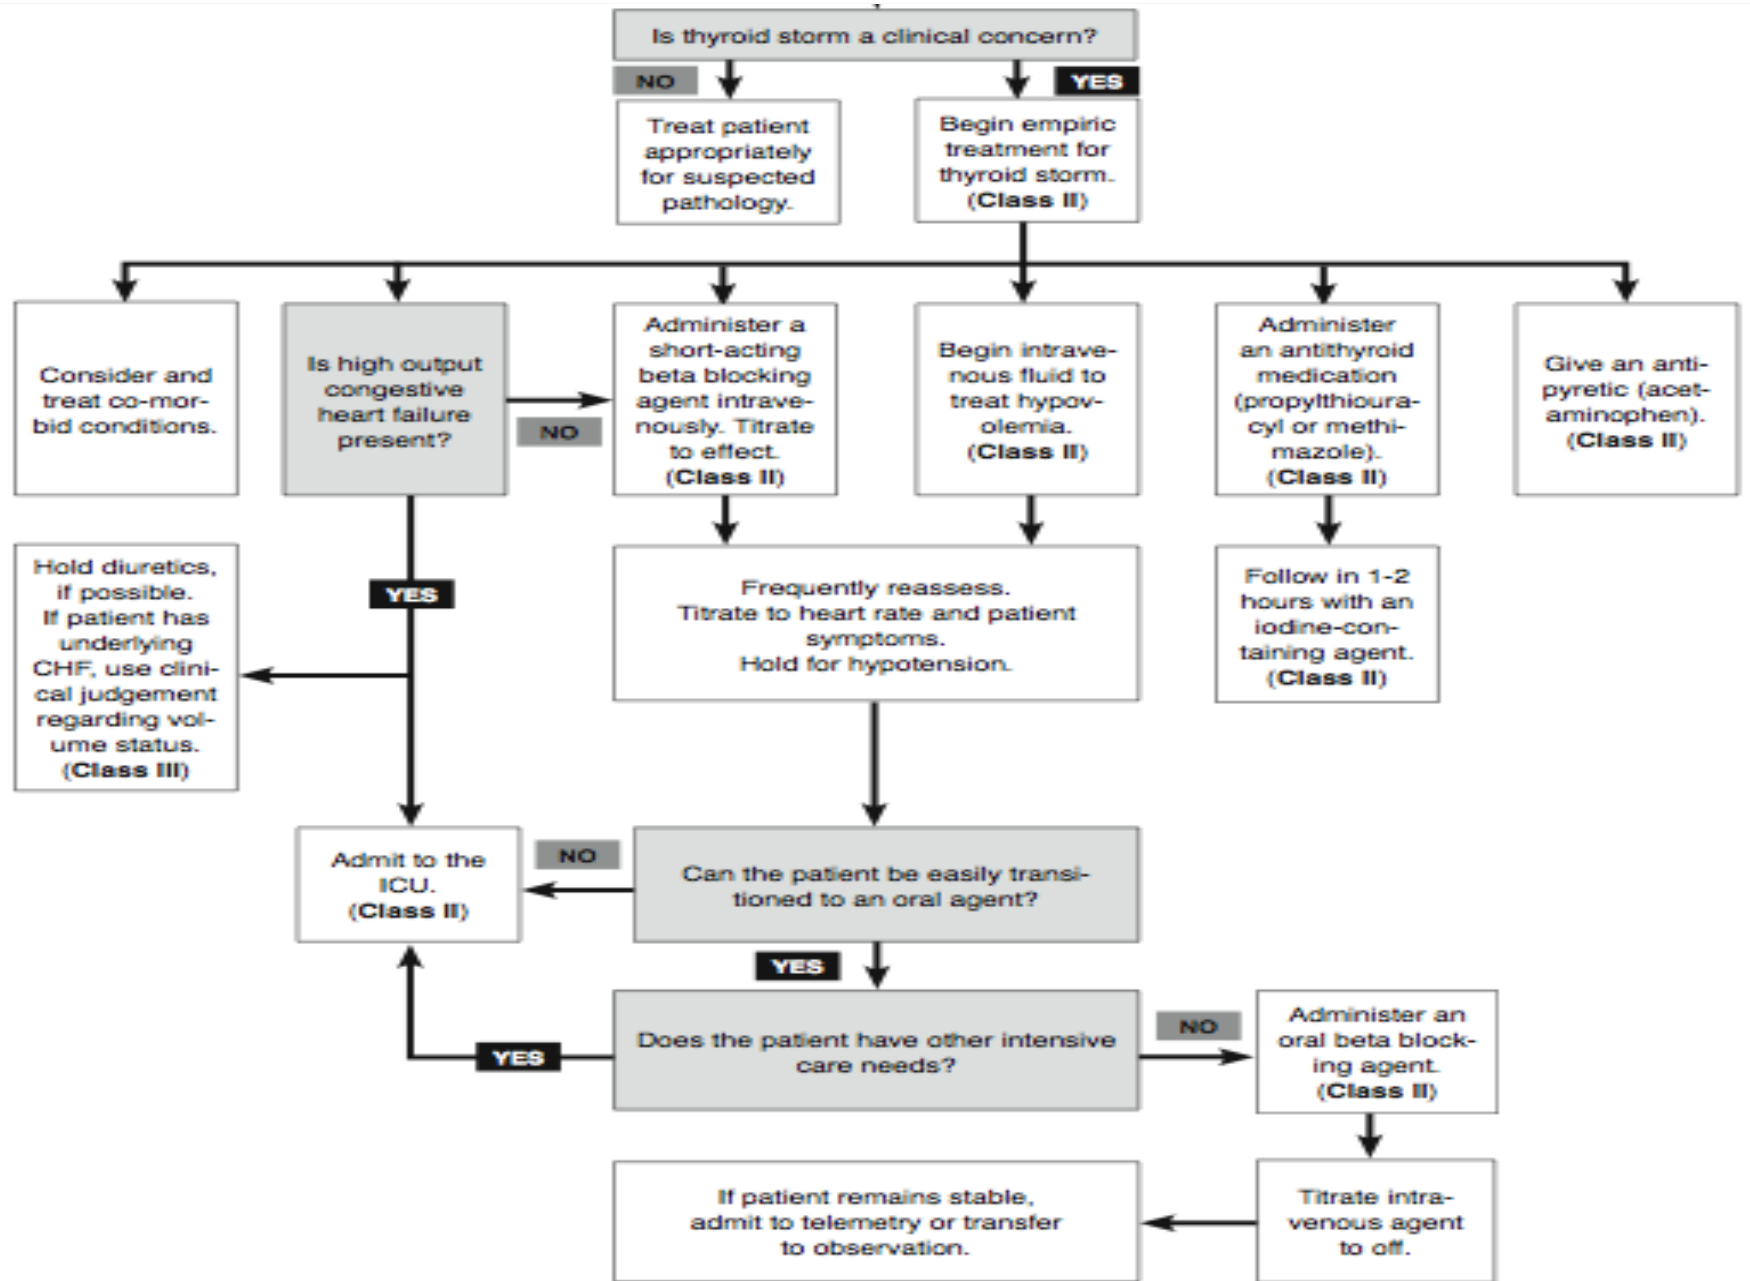 Is thyroid storm a clinical concern?
NO
YES
Treat patient
appropriately
for suspected
pathology.
Begin empiric
treatment for
thyroid storm.
(Class II)
Consider and
treat co-mor-
bid conditions.
Is high output
congestive
heart failure
present?
NO
Administer a
short-acting
beta blocking
agent intrave-
nously. Titrate
to effect.
(Class II)
Begin intrave-
nous fluid to
treat hypov-
olemia.
(Class II)
Administer
an antithyroid
medication
(propylthioura-
cyl or methi-
mazole).
(Class II)
Give an anti-
pyretic (acet-
aminophen).
(Class II)
Hold diuretics,
if possible.
If patient has
underlying
CHF, use clini-
cal judgement
regarding vol-
ume status.
(Class III)
YES
Frequently reassess.
Titrate to heart rate and patient
symptoms.
Hold for hypotension.
Follow in 1-2
hours with an
iodine-con-
taining agent.
(Class II)
Admit to the
ICU.
(Class II)
NO
Can the patient be easily transi-
tioned to an oral agent?
YES
YES
Does the patient have other intensive
care needs?
NO
Administer an
oral beta block-
ing agent.
(Class II)
If patient remains stable,
admit to telemetry or transfer
to observation.
Titrate intra-
venous agent
to off.